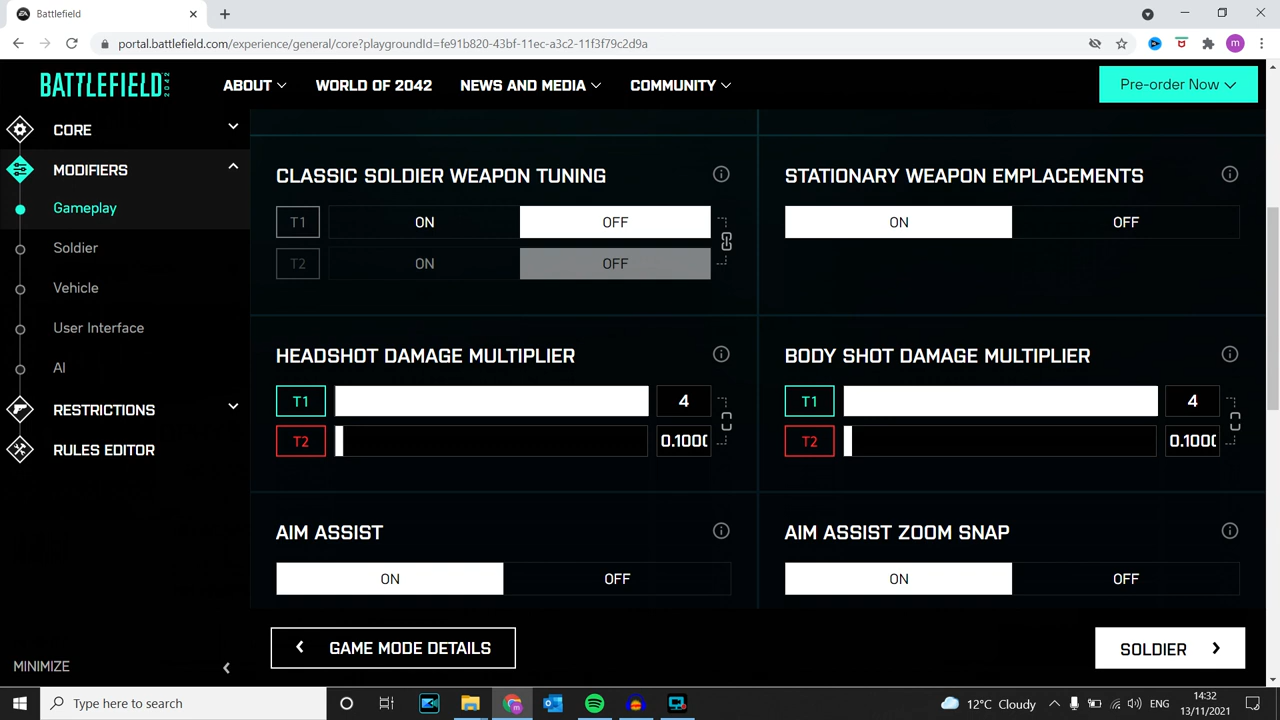 Battlefield
portal.battlefield.com/experience/general/core?playgroundId=fe01b820-43bf-11ec-a3c2-11f3f79c2d9a
BATTLEFIELD 2042
ABOUT
WORLD OF 2042
NEWS AND MEDIA
COMMUNITY
Pre-order Now
CORE
MODIFIERS
Gameplay
Soldier
Vehicle
User Interface
AI
RESTRICTIONS
RULES EDITOR
MINIMIZE
CLASSIC SOLDIER WEAPON TUNING
T1 ON OFF
T2 ON OFF
STATIONARY WEAPON EMPLACEMENTS
ON OFF
HEADSHOT DAMAGE MULTIPLIER
T1 4
T2 0.100
BODY SHOT DAMAGE MULTIPLIER
T1 4
T2 0.100
AIM ASSIST
ON OFF
AIM ASSIST ZOOM SNAP
ON OFF
GAME MODE DETAILS
SOLDIER
Type here to search
12°C Cloudy
ENG
14:32
13/11/2021